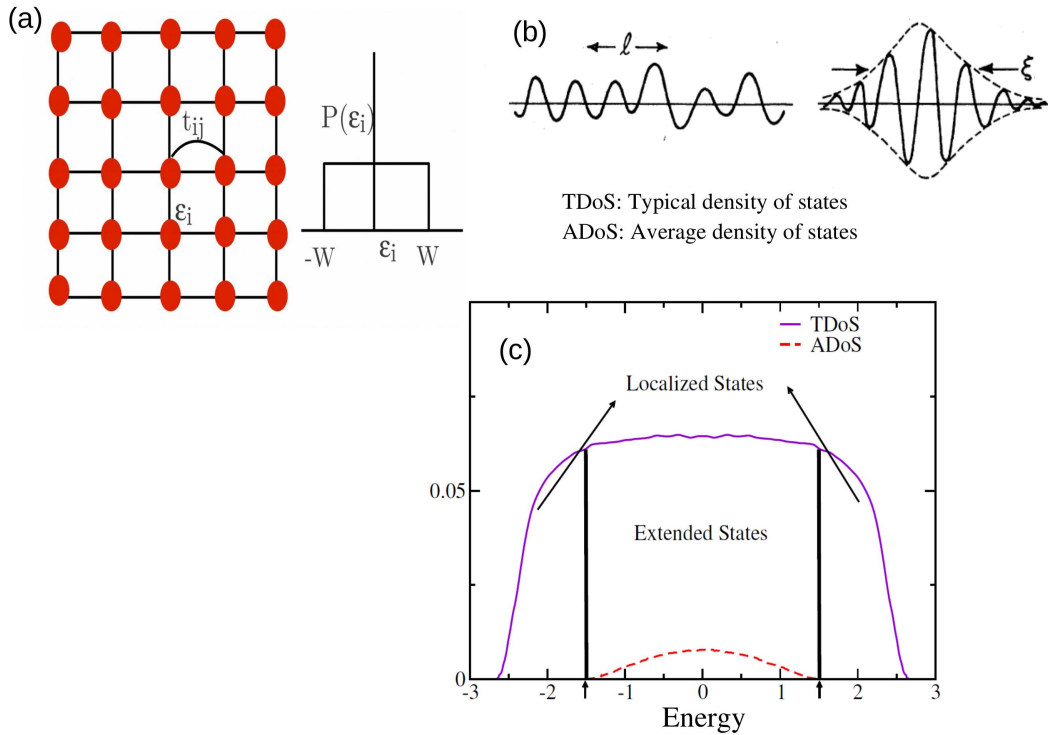 (a)
t_ij
ε_i
P(ε_i)
-W
ε_i
W
(b)
ℓ
ξ
TDoS: Typical density of states
ADoS: Average density of states
(c)
TDoS
ADoS
Localized States
0.05
Extended States
0
-3
-2
-1
0
1
2
3
Energy